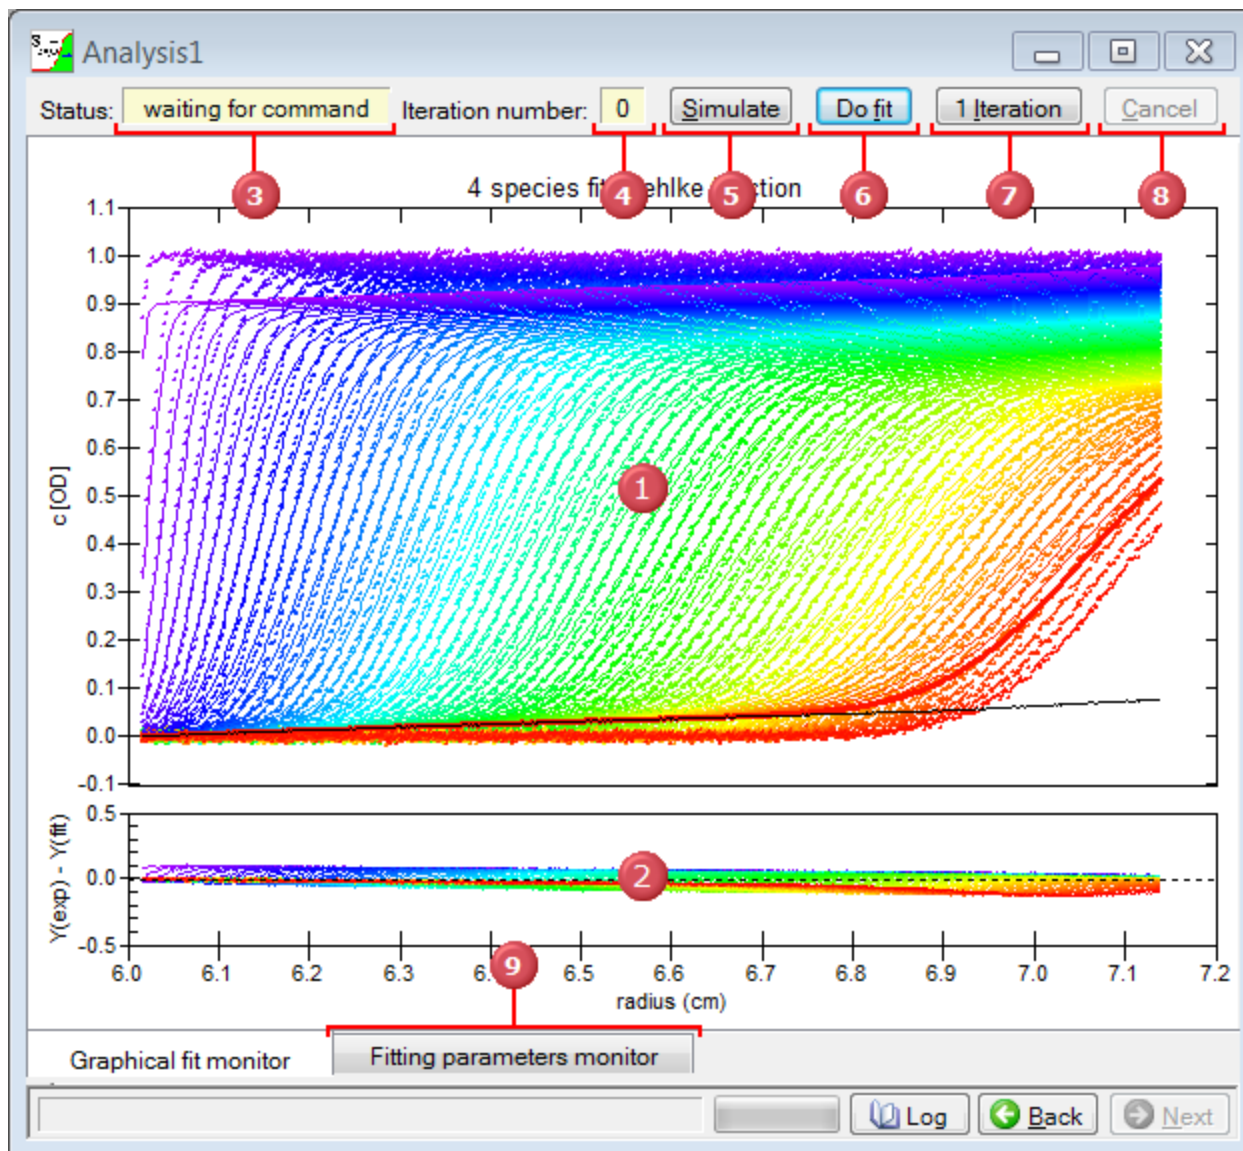 Analysis1
Status: waiting for command Iteration number: 0 Simulate Do fit 1 Iteration Cancel
3 4 5 6 7 8
4 species fit
1.1
1.0
0.9
0.8
0.7
0.6
0.5
0.4
0.3
0.2
0.1
0.0
-0.1
c [OD]
1
0.5
0.0
-0.5
Y(exp) - Y(fit)
2
9
6.0 6.1 6.2 6.3 6.5 6.6 6.7 6.8 6.9 7.0 7.1 7.2
radius (cm)
Graphical fit monitor Fitting parameters monitor
Log Back Next